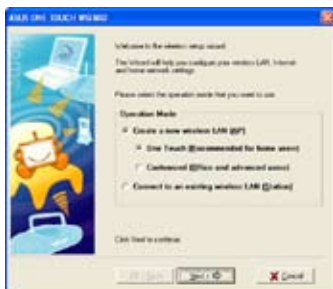 ASUS ONE TOUCH WIZARD
Welcome to the wireless setup wizard.
The Wizard will help you configure your wireless LAN, Internet
and home network settings.
Please select the operation mode that you want to use.
Operation Mode
Create a new wireless LAN (AP)
One Touch (Recommended for home users)
Customized (Office and advanced users)
Connect to an existing wireless LAN (Station)
Click Next to continue.
< Back
Next >
Cancel